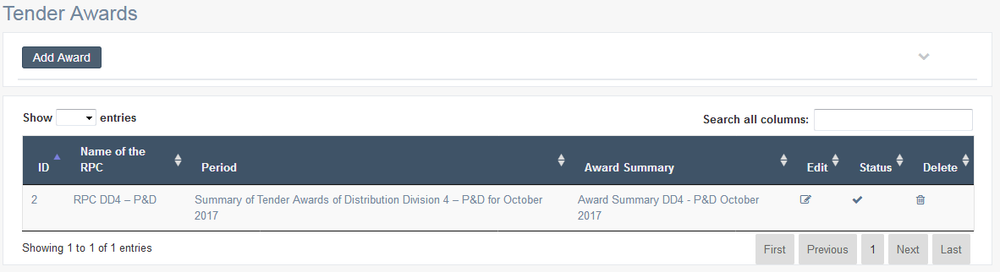 Tender Awards
Add Award
Show entries
Search all columns:
ID
Name of the
RPC
Period
Award Summary
Edit
Status
Delete
2
RPC DD4 – P&D
Summary of Tender Awards of Distribution Division 4 – P&D for October
2017
Award Summary DD4 - P&D October
2017
Showing 1 to 1 of 1 entries
First
Previous
1
Next
Last